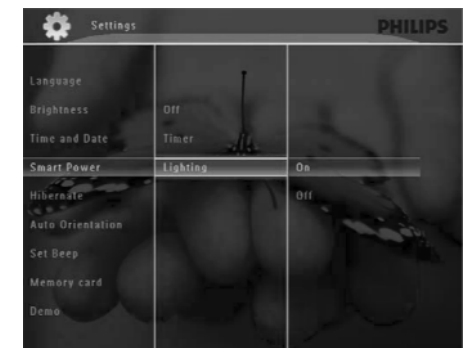 Settings
PHILIPS
Language
Brightness Off
Time and Date Timer
Smart Power Lighting On
Hibernate Off
Auto Orientation
Set Beep
Memory card
Demo